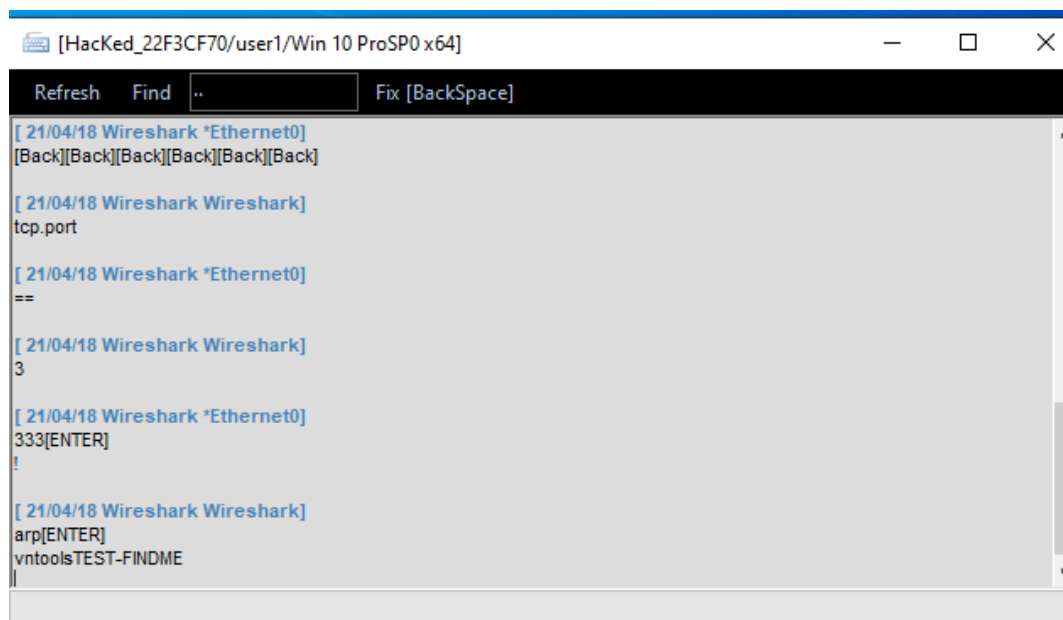 [HacKed_22F3CF70/user1/Win 10 ProSP0 x64]
Refresh Find .. Fix [BackSpace]
[ 21/04/18 Wireshark *Ethernet0]
[Back][Back][Back][Back][Back][Back]
[ 21/04/18 Wireshark Wireshark]
tcp.port
[ 21/04/18 Wireshark *Ethernet0]
==
[ 21/04/18 Wireshark Wireshark]
3
[ 21/04/18 Wireshark *Ethernet0]
333[ENTER]
!
[ 21/04/18 Wireshark Wireshark]
arp[ENTER]
vntoolsTEST-FINDME